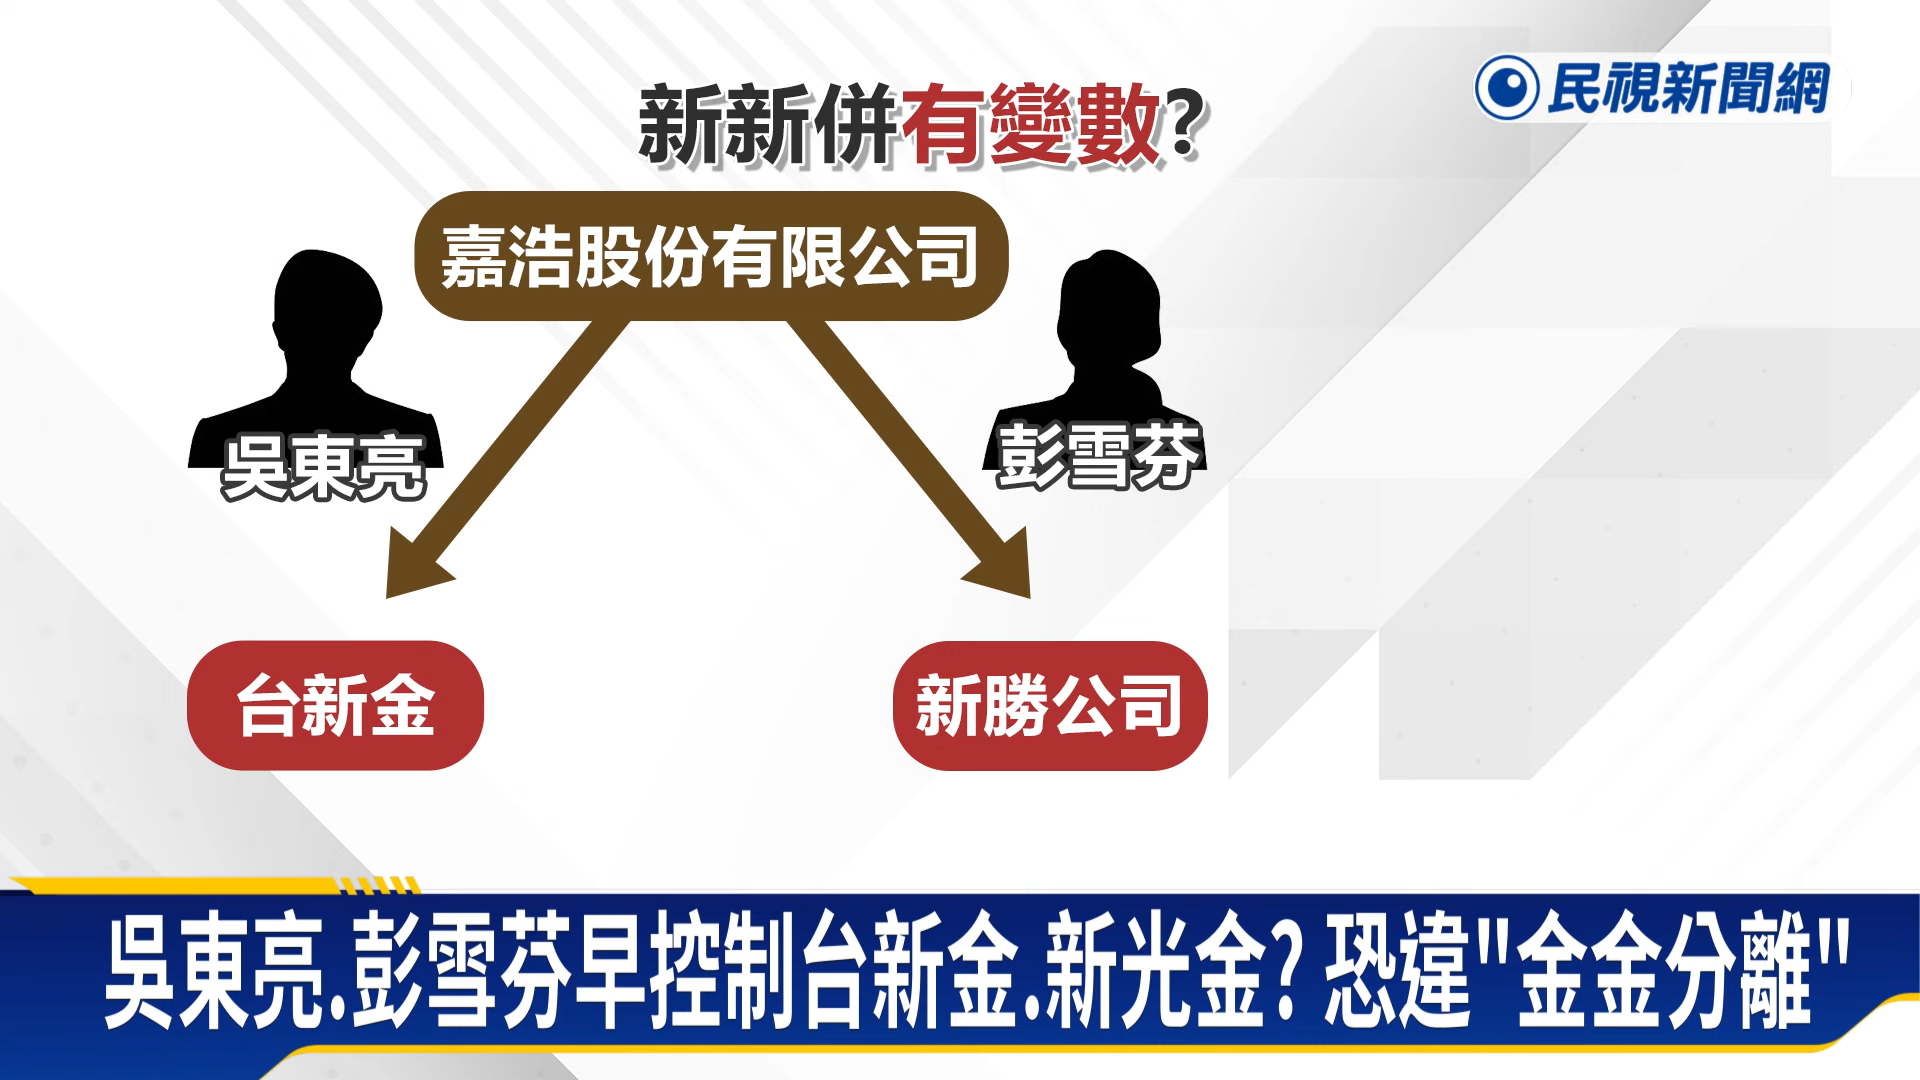 民視新聞網
新新併有變數?
嘉浩股份有限公司
吳東亮
彭雪芬
台新金
新勝公司
吳東亮.彭雪芬早控制台新金.新光金? 恐違"金金分離"